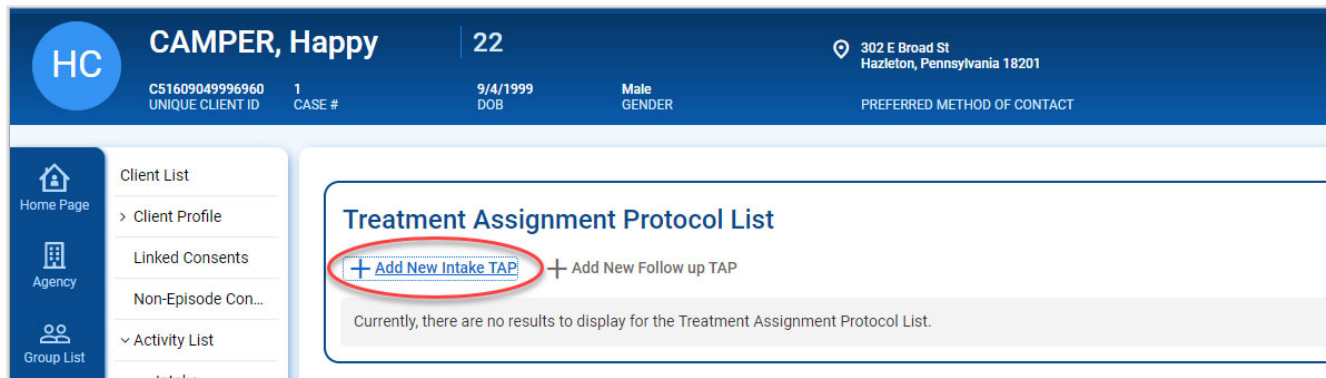 HC
CAMPER, Happy
22
302 E Broad St
Hazleton, Pennsylvania 18201
C51609049996960
UNIQUE CLIENT ID
1
CASE #
9/4/1999
DOB
Male
GENDER
PREFERRED METHOD OF CONTACT
Home Page
Agency
Group List
Client List
Client Profile
Linked Consents
Non-Episode Con...
Activity List
Treatment Assignment Protocol List
Add New Intake TAP
Add New Follow up TAP
Currently, there are no results to display for the Treatment Assignment Protocol List.